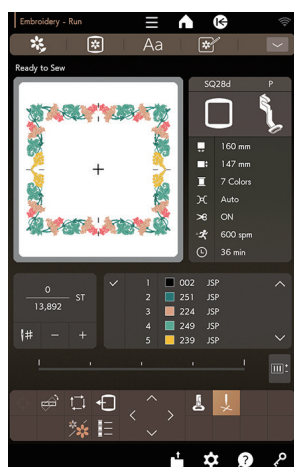 Embroidery - Run
Aa
Ready to Sew
SQ28d P
160 mm
147 mm
7 Colors
Auto
ON
600 spm
36 min
0
13,892
ST
# - +
1 002 JSP
2 251 JSP
3 224 JSP
4 249 JSP
5 239 JSP
?